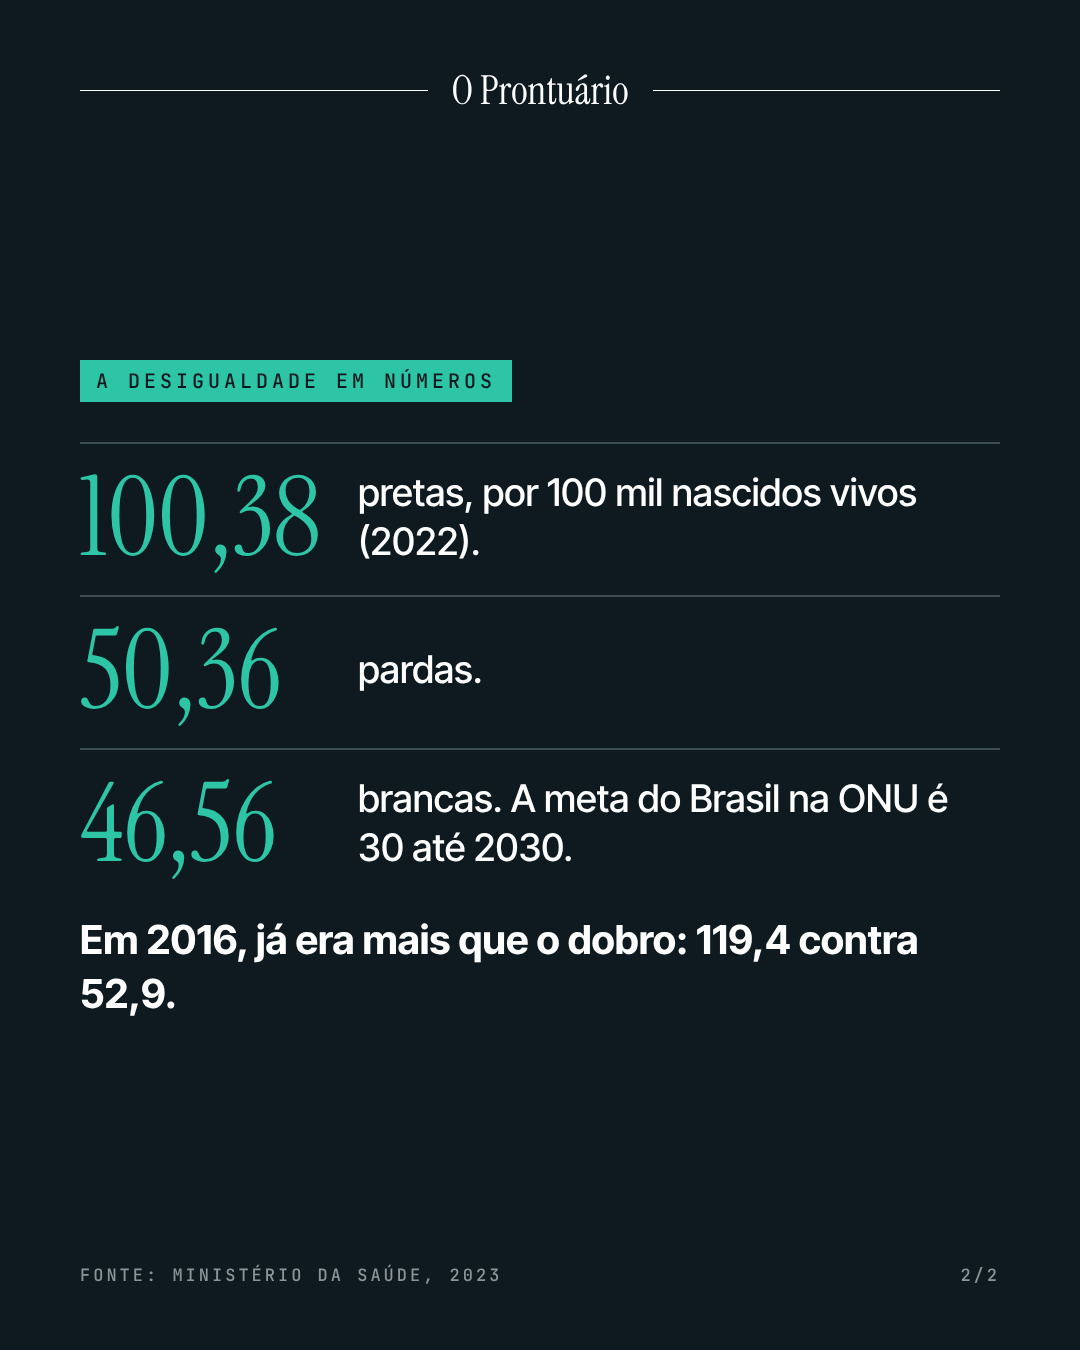 O Prontuário
A DESIGUALDADE EM NÚMEROS
100,38
pretas, por 100 mil nascidos vivos
(2022).
50,36
pardas.
46,56
brancas. A meta do Brasil na ONU é
30 até 2030.
Em 2016, já era mais que o dobro: 119,4 contra
52,9.
FONTE: MINISTÉRIO DA SAÚDE, 2023
2/2